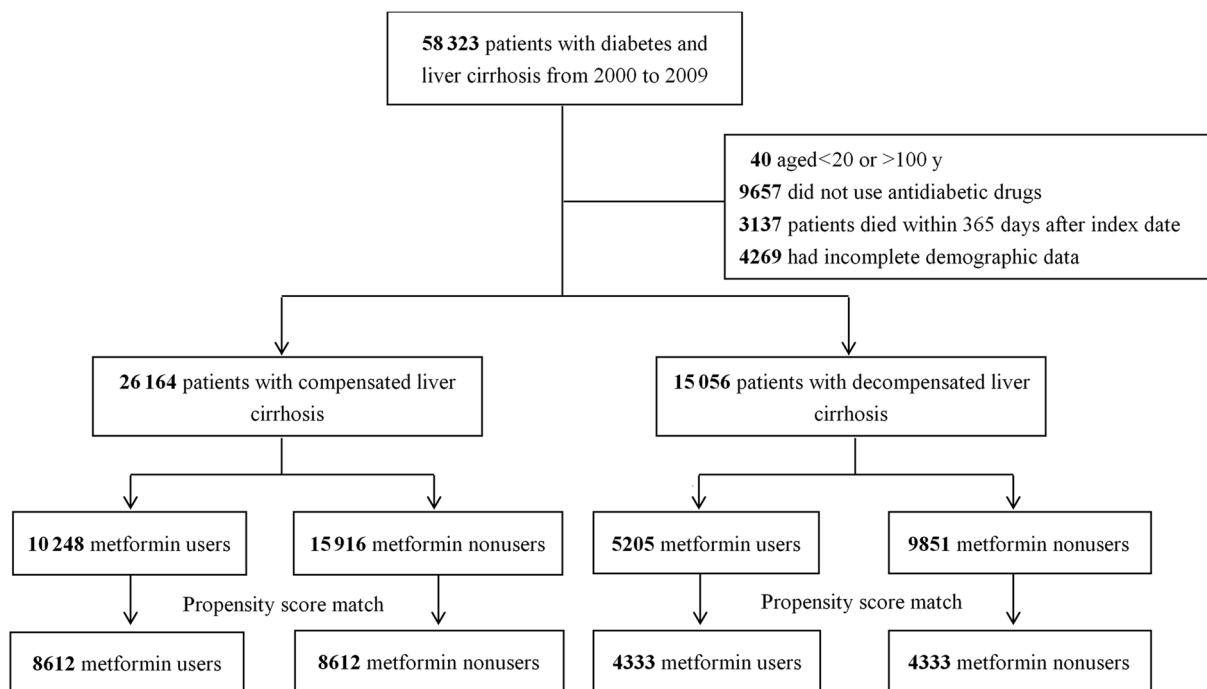 58 323 patients with diabetes and
liver cirrhosis from 2000 to 2009
40 aged<20 or >100 y
9657 did not use antidiabetic drugs
3137 patients died within 365 days after index date
4269 had incomplete demographic data
26 164 patients with compensated liver
cirrhosis
15 056 patients with decompensated liver
cirrhosis
10 248 metformin users
15 916 metformin nonusers
5205 metformin users
9851 metformin nonusers
Propensity score match
Propensity score match
8612 metformin users
8612 metformin nonusers
4333 metformin users
4333 metformin nonusers